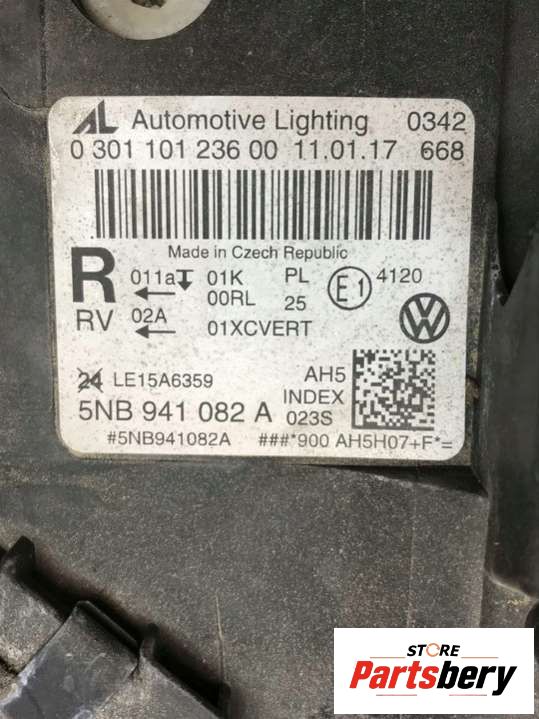 AL Automotive Lighting 0342
0 301 101 236 00 11.01.17 668
Made in Czech Republic
R 011a 01K PL E1 4120
00RL 25
RV 02A 01XCVERT
24 LE15A6359 AH5
5NB 941 082 A INDEX 023S
#5NB941082A ###*900 AH5H07+F*=
STORE
Partsbery